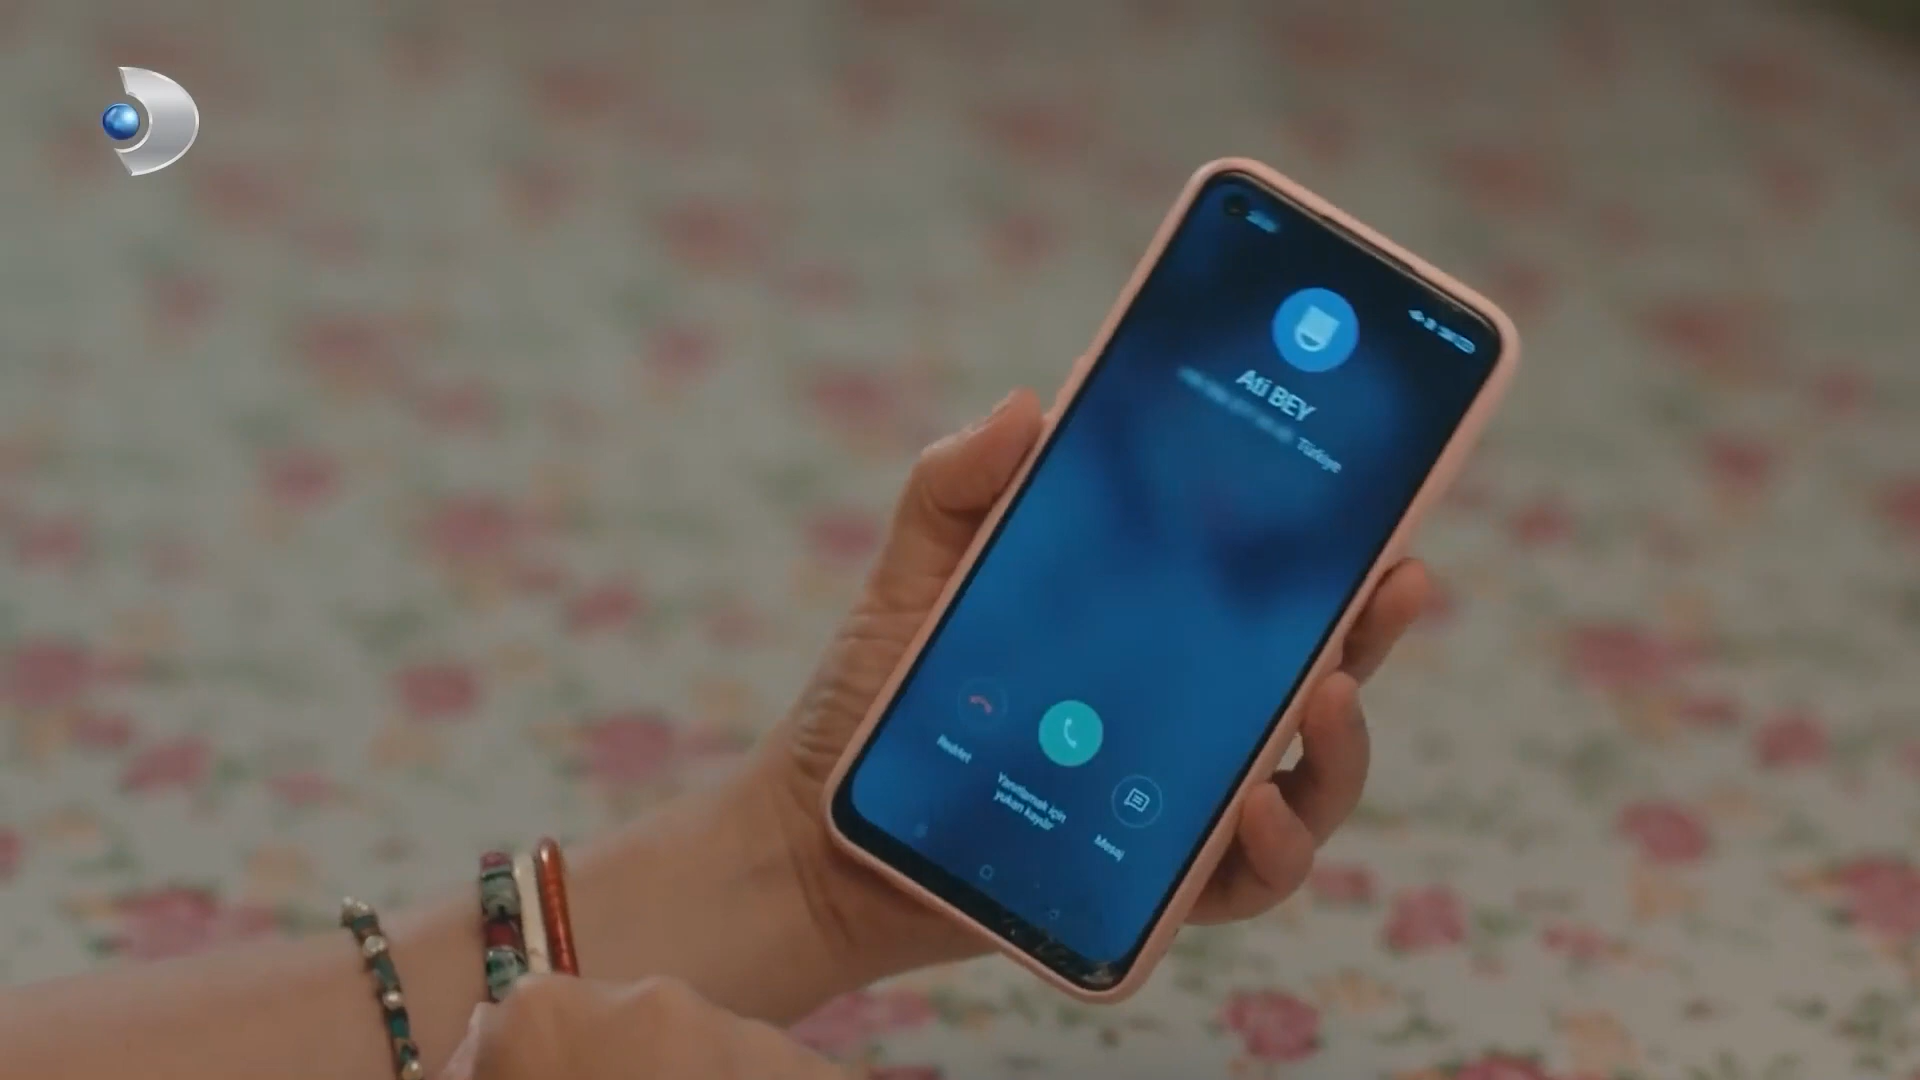 Ati BEY
Türkiye
Reddet
Yanıtlamak için
yukarı kaydır
Mesaj